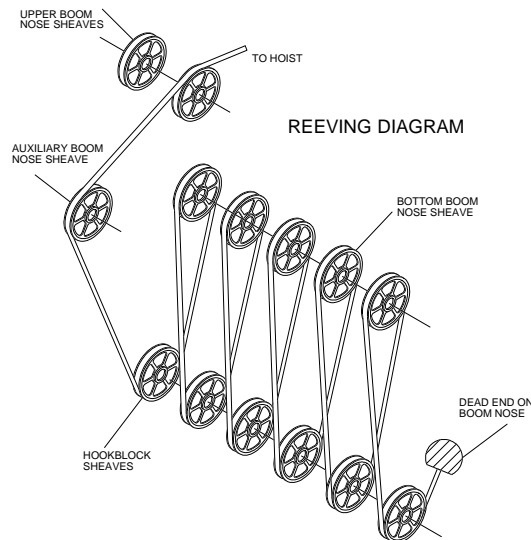 UPPER BOOM
NOSE SHEAVES
TO HOIST
REEVING DIAGRAM
AUXILIARY BOOM
NOSE SHEAVE
BOTTOM BOOM
NOSE SHEAVE
DEAD END ON
BOOM NOSE
HOOKBLOCK
SHEAVES